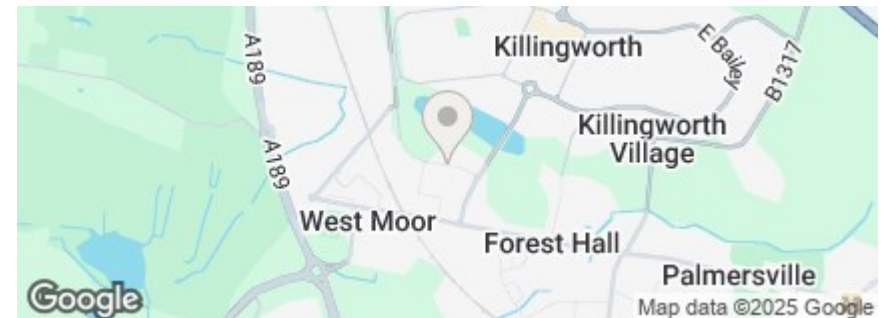 A189
Killingworth
E Bailey
B1317
Killingworth
Village
A189
West Moor
Forest Hall
Palmersville
Google
Map data ©2025 Google